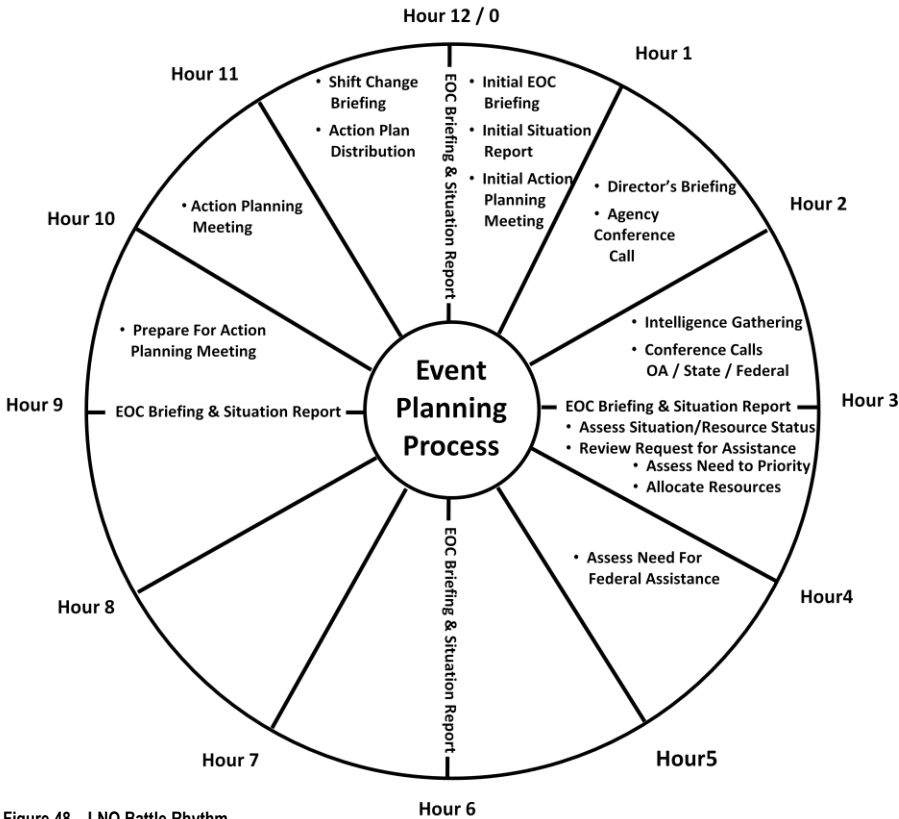 Hour 12 / 0
Hour 1
Hour 2
Hour 3
Hour4
Hour5
Hour 6
Hour 7
Hour 8
Hour 9
Hour 10
Hour 11
EOC Briefing & Situation Report
• Initial EOC
Briefing
• Initial Situation
Report
• Initial Action
Planning
Meeting
• Director's Briefing
• Agency
Conference
Call
• Intelligence Gathering
• Conference Calls
OA / State / Federal
EOC Briefing & Situation Report
• Assess Situation/Resource Status
• Review Request for Assistance
• Assess Need to Priority
• Allocate Resources
• Assess Need For
Federal Assistance
EOC Briefing & Situation Report
EOC Briefing & Situation Report
• Prepare For Action
Planning Meeting
• Action Planning
Meeting
• Shift Change
Briefing
• Action Plan
Distribution
Event
Planning
Process